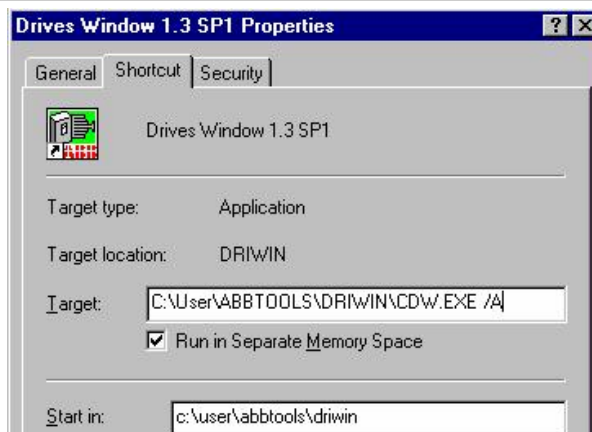 Drives Window 1.3 SP1 Properties
General Shortcut Security
ABB
Drives Window 1.3 SP1
Target type: Application
Target location: DRIWIN
Target: C:\User\ABBTOOLS\DRIWIN\CDW.EXE /A
Run in Separate Memory Space
Start in: c:\user\abbtools\driwin